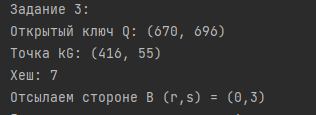 Задание 3:
Открытый ключ Q: (670, 696)
Точка kG: (416, 55)
Хеш: 7
Отсылаем стороне B (r,s) = (0,3)